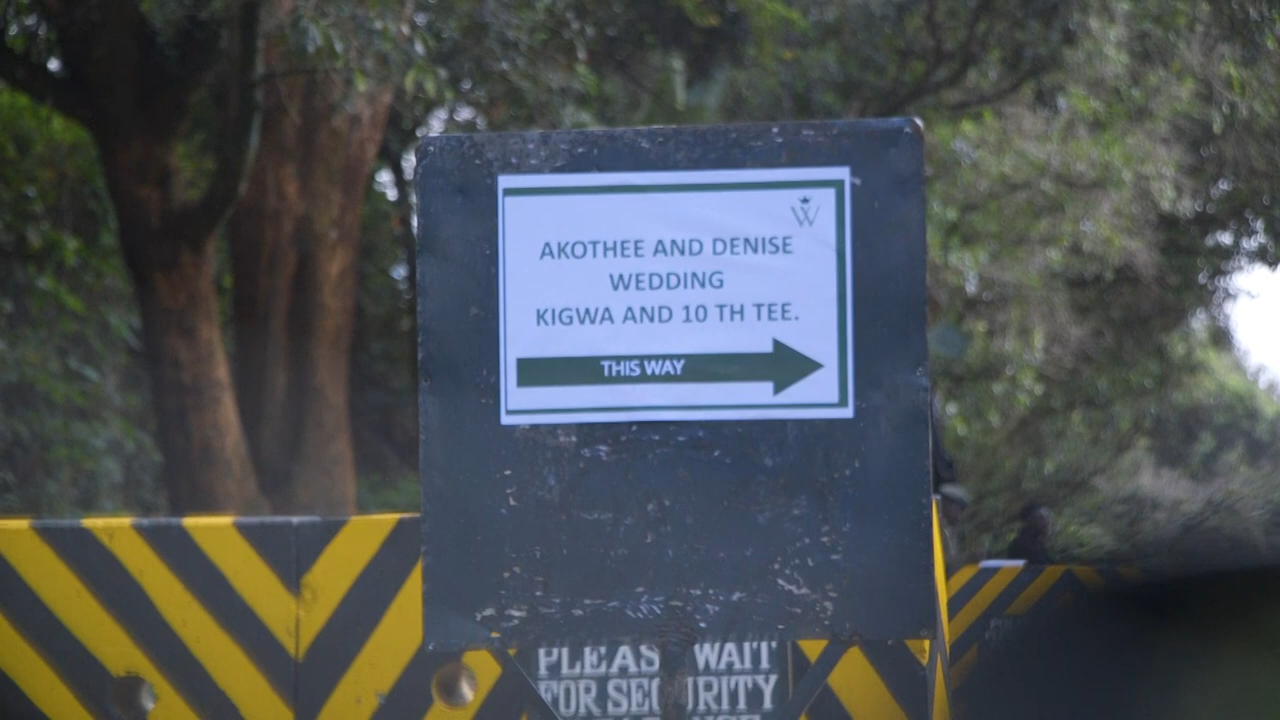 W
AKOTHEE AND DENISE
WEDDING
KIGWA AND 10 TH TEE.
THIS WAY
PLEAS WAIT
FOR SECURITY